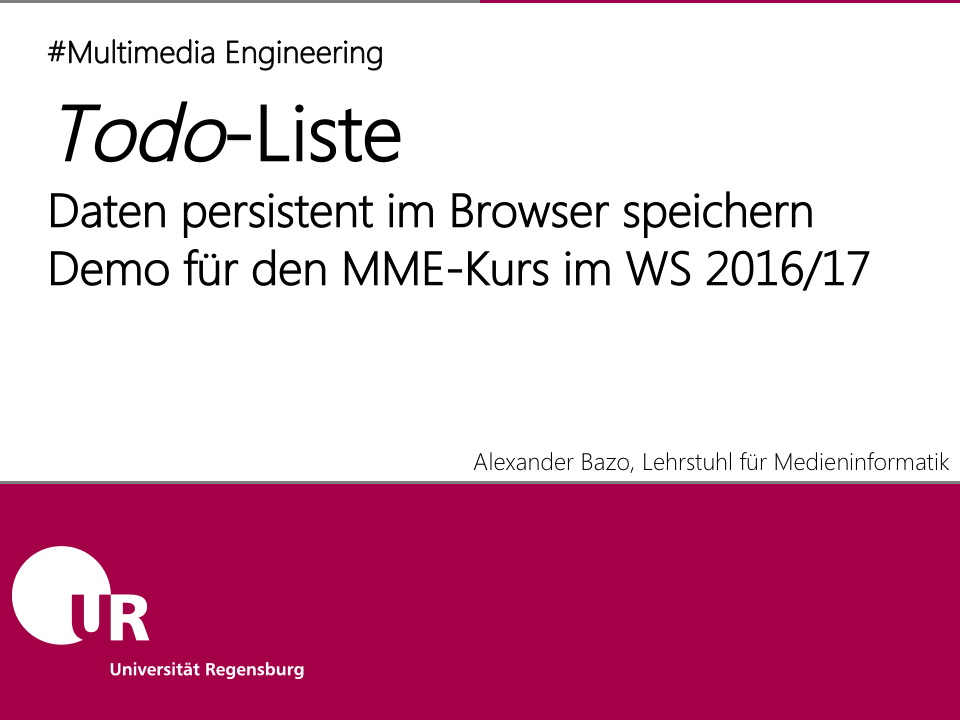 #Multimedia Engineering
Todo-Liste
Daten persistent im Browser speichern
Demo für den MME-Kurs im WS 2016/17
Alexander Bazo, Lehrstuhl für Medieninformatik
UR
Universität Regensburg